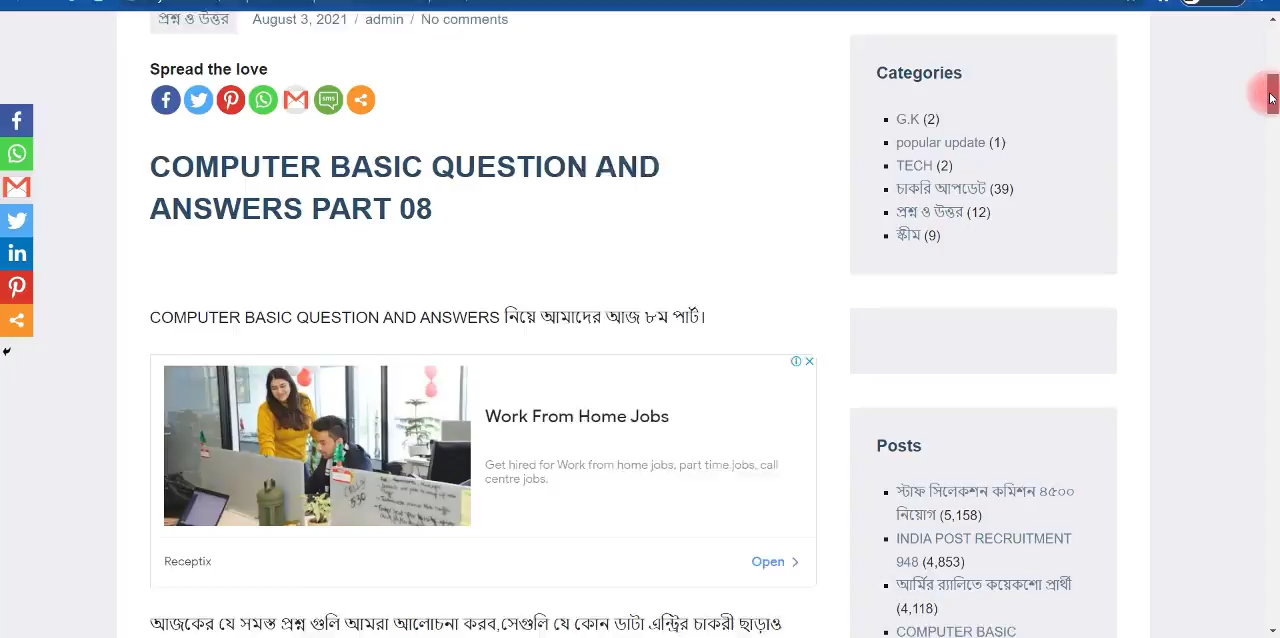 প্রশ্ন ও উত্তর August 3, 2021 / admin / No comments
Spread the love
sms
COMPUTER BASIC QUESTION AND
ANSWERS PART 08
COMPUTER BASIC QUESTION AND ANSWERS নিয়ে আমাদের আজ ৮ম পার্ট।
Work From Home Jobs
Get hired for Work from home jobs, part time jobs, call
centre jobs.
Receptix
Open
আজকের যে সমস্ত প্রশ্ন গুলি আমরা আলোচনা করব,সেগুলি যে কোন ডাটা এন্ট্রির চাকরী ছাড়াও
Categories
G.K (2)
popular update (1)
TECH (2)
চাকরি আপডেট (39)
প্রশ্ন ও উত্তর (12)
স্কীম (9)
Posts
স্টাফ সিলেকশন কমিশন ৪৫০০
নিয়োগ (5,158)
INDIA POST RECRUITMENT
948 (4,853)
আর্মির র‍্যালিতে কয়েকশো প্রার্থী
(4,118)
COMPUTER BASIC